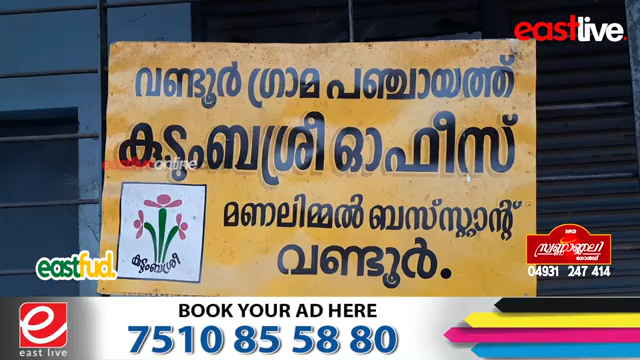 eastlive.
വണ്ടൂർ ഗ്രാമ പഞ്ചായത്ത്
കുടുംബശ്രീ ഓഫീസ്
eastliveonline
മണലിമ്മൽ ബസ്സ്റ്റാന്റ്
വണ്ടൂർ.
കുടുംബശ്രീ
eastfud.
04931 247 414
BOOK YOUR AD HERE
7510 85 58 80
e
east live